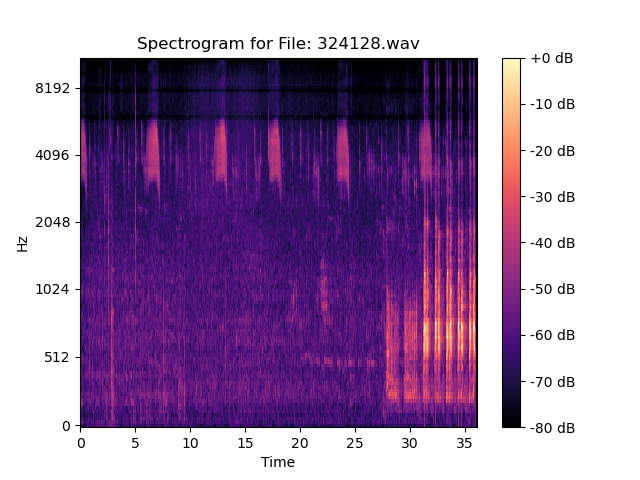 Spectrogram for File: 324128.wav
Hz
8192
4096
2048
1024
512
0
0 5 10 15 20 25 30 35
Time
+0 dB
-10 dB
-20 dB
-30 dB
-40 dB
-50 dB
-60 dB
-70 dB
-80 dB